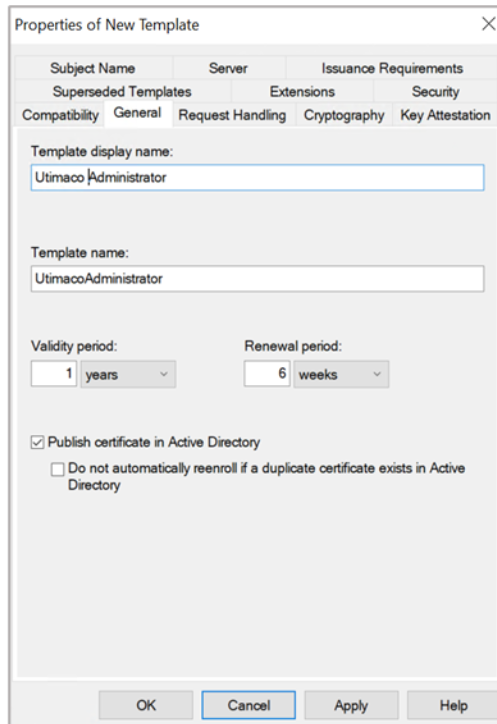 Properties of New Template
Subject Name Server Issuance Requirements
Superseded Templates Extensions Security
Compatibility General Request Handling Cryptography Key Attestation
Template display name:
Utimaco Administrator
Template name:
UtimacoAdministrator
Validity period: Renewal period:
1 years 6 weeks
Publish certificate in Active Directory
Do not automatically reenroll if a duplicate certificate exists in Active
Directory
OK Cancel Apply Help